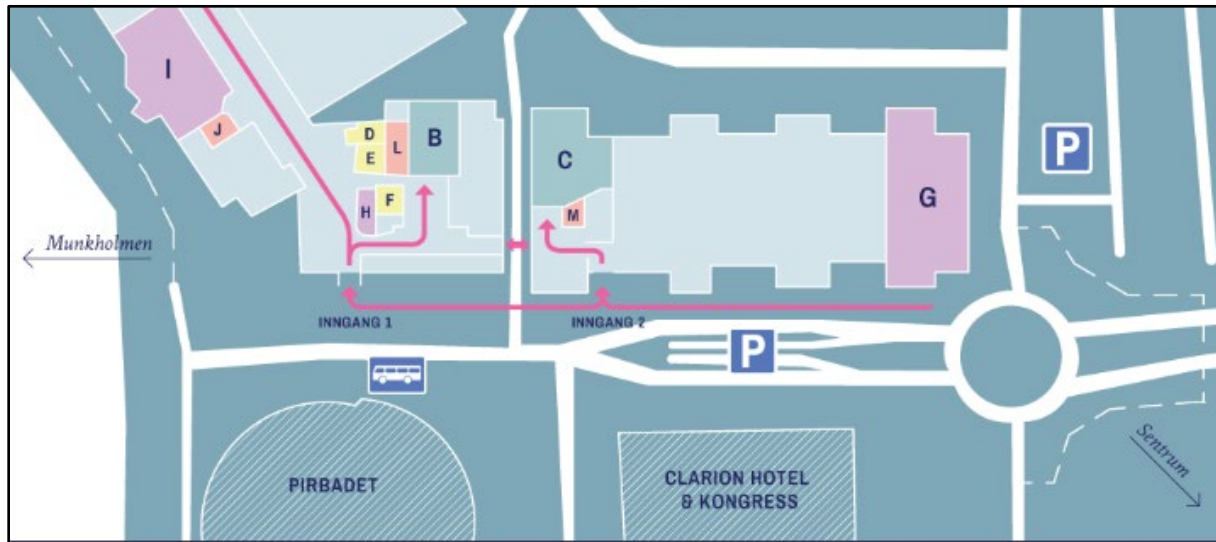 I
J
D
E
L
B
H
F
C
M
G
P
Munkholmen
INNGANG 1
INNGANG 2
P
PIRBADET
CLARION HOTEL
& KONGRESS
Sentrum